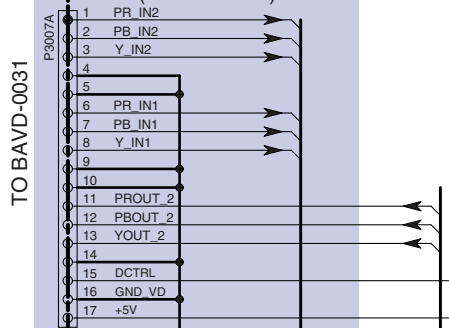 TO BAVD-0031
P3007A
1 PR_IN2
2 PB_IN2
3 Y_IN2
4
5
6 PR_IN1
7 PB_IN1
8 Y_IN1
9
10
11 PROUT_2
12 PBOUT_2
13 YOUT_2
14
15 DCTRL
16 GND_VD
17 +5V